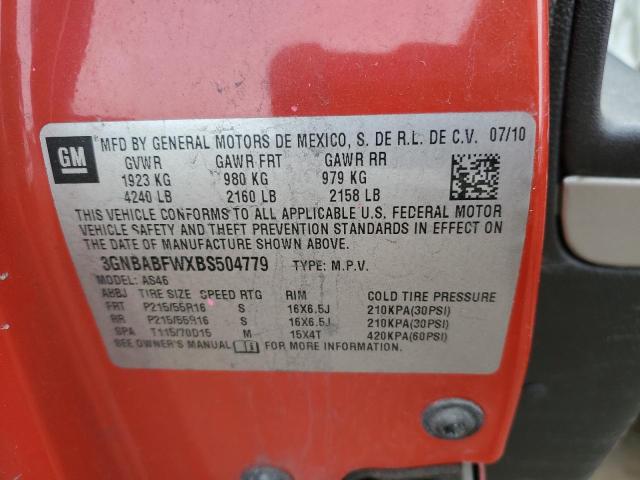 GM
MFD BY GENERAL MOTORS DE MEXICO, S. DE R.L. DE C.V. 07/10
GVWR GAWR FRT GAWR RR
1923 KG 980 KG 979 KG
4240 LB 2160 LB 2158 LB
THIS VEHICLE CONFORMS TO ALL APPLICABLE U.S. FEDERAL MOTOR
VEHICLE SAFETY AND THEFT PREVENTION STANDARDS IN EFFECT ON
THE DATE OF MANUFACTURE SHOWN ABOVE.
3GNBABFWXBS504779 TYPE: M.P.V.
MODEL: AS46
ABBJ TIRE SIZE SPEED RTG RIM COLD TIRE PRESSURE
FRT P215/55R16 S 16X6.5J 210KPA(30PSI)
RR P215/55R16 S 16X6.5J 210KPA(30PSI)
SPA T115/70D15 M 15X4T 420KPA(60PSI)
SEE OWNER'S MANUAL FOR MORE INFORMATION.